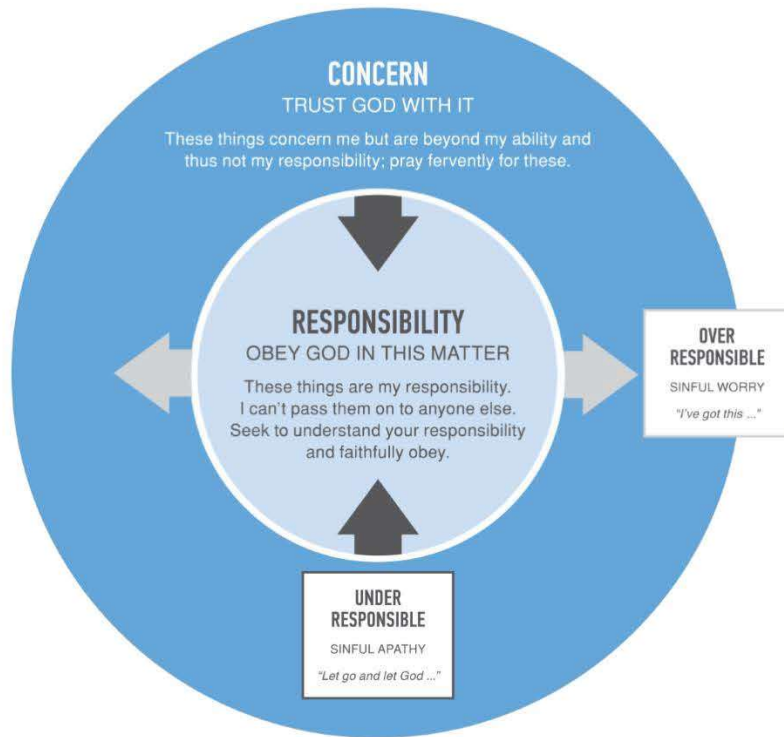 CONCERN
TRUST GOD WITH IT
These things concern me but are beyond my ability and
thus not my responsibility; pray fervently for these.
RESPONSIBILITY
OBEY GOD IN THIS MATTER
These things are my responsibility.
I can't pass them on to anyone else.
Seek to understand your responsibility
and faithfully obey.
OVER
RESPONSIBLE
SINFUL WORRY
"I've got this ..."
UNDER
RESPONSIBLE
SINFUL APATHY
"Let go and let God ..."